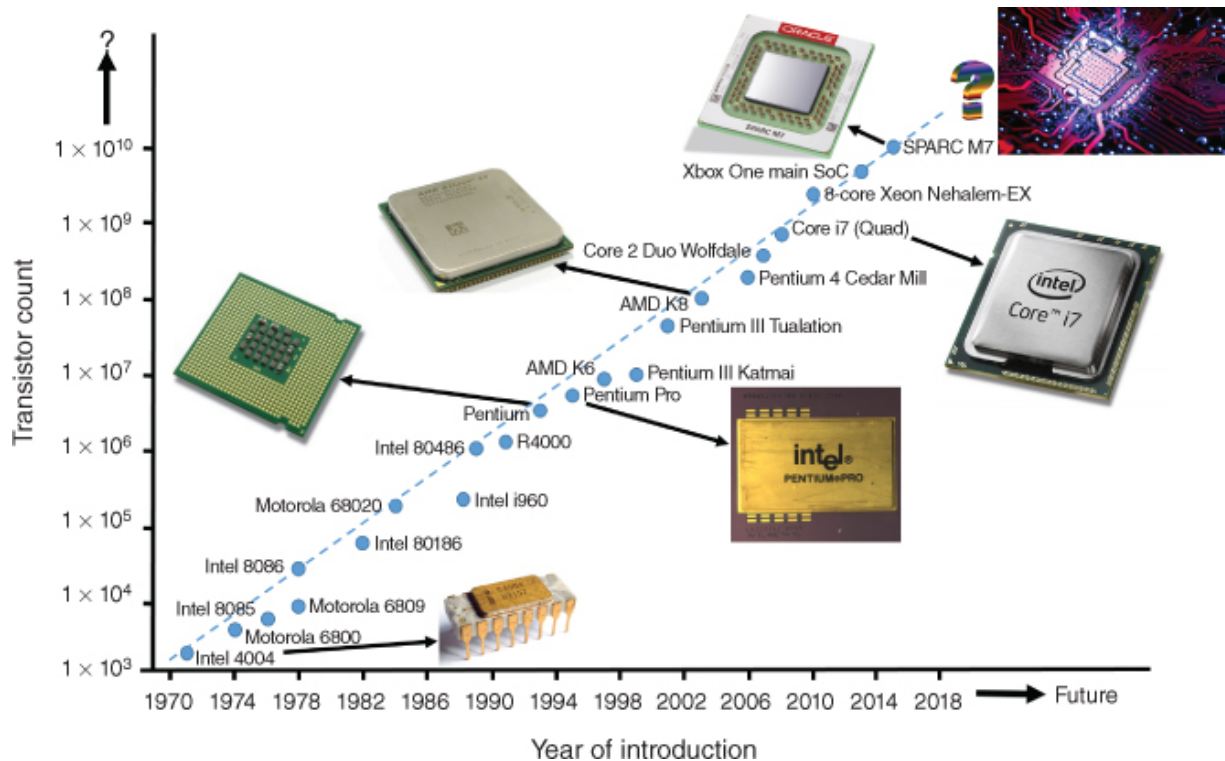 ?
ORACLE
SPARC M7
?
1 × 10¹⁰
SPARC M7
Xbox One main SoC
8-core Xeon Nehalem-EX
1 × 10⁹
Core i7 (Quad)
Core 2 Duo Wolfdale
Pentium 4 Cedar Mill
intel
Core™ i7
1 × 10⁸
AMD K8
Pentium III Tualation
1 × 10⁷
AMD K6
Pentium III Katmai
Pentium Pro
Pentium
1 × 10⁶
Intel 80486
R4000
intel®
PENTIUM®PRO
Intel i960
Motorola 68020
1 × 10⁵
Intel 80186
Intel 8086
1 × 10⁴
Intel 8085
Motorola 6809
Motorola 6800
Intel 4004
1 × 10³
Transistor count
1970 1974 1978 1982 1986 1990 1994 1998 2002 2006 2010 2014 2018
Future
Year of introduction